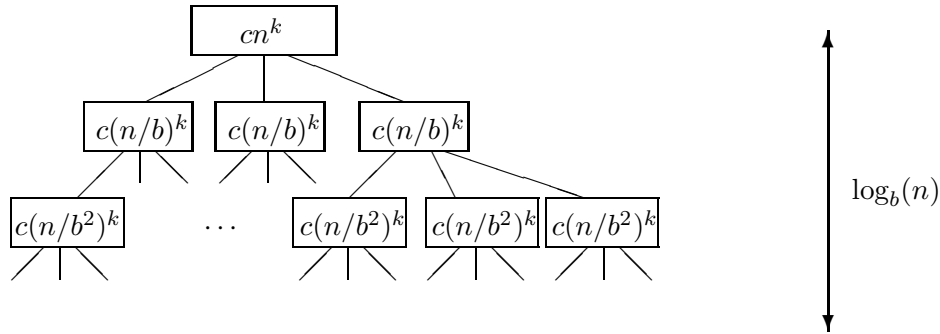 cn^k
c(n/b)^k c(n/b)^k c(n/b)^k
log_b(n)
c(n/b^2)^k ... c(n/b^2)^k c(n/b^2)^k c(n/b^2)^k